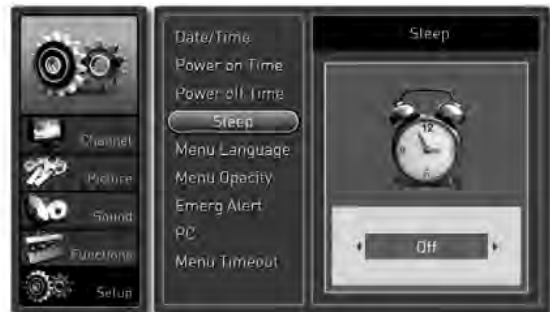 Channel
Picture
Sound
Functions
Setup
Date/Time
Power on Time
Power off Time
Sleep
Menu Language
Menu Opacity
Emerg Alert
PC
Menu Timeout
Sleep
12
Off